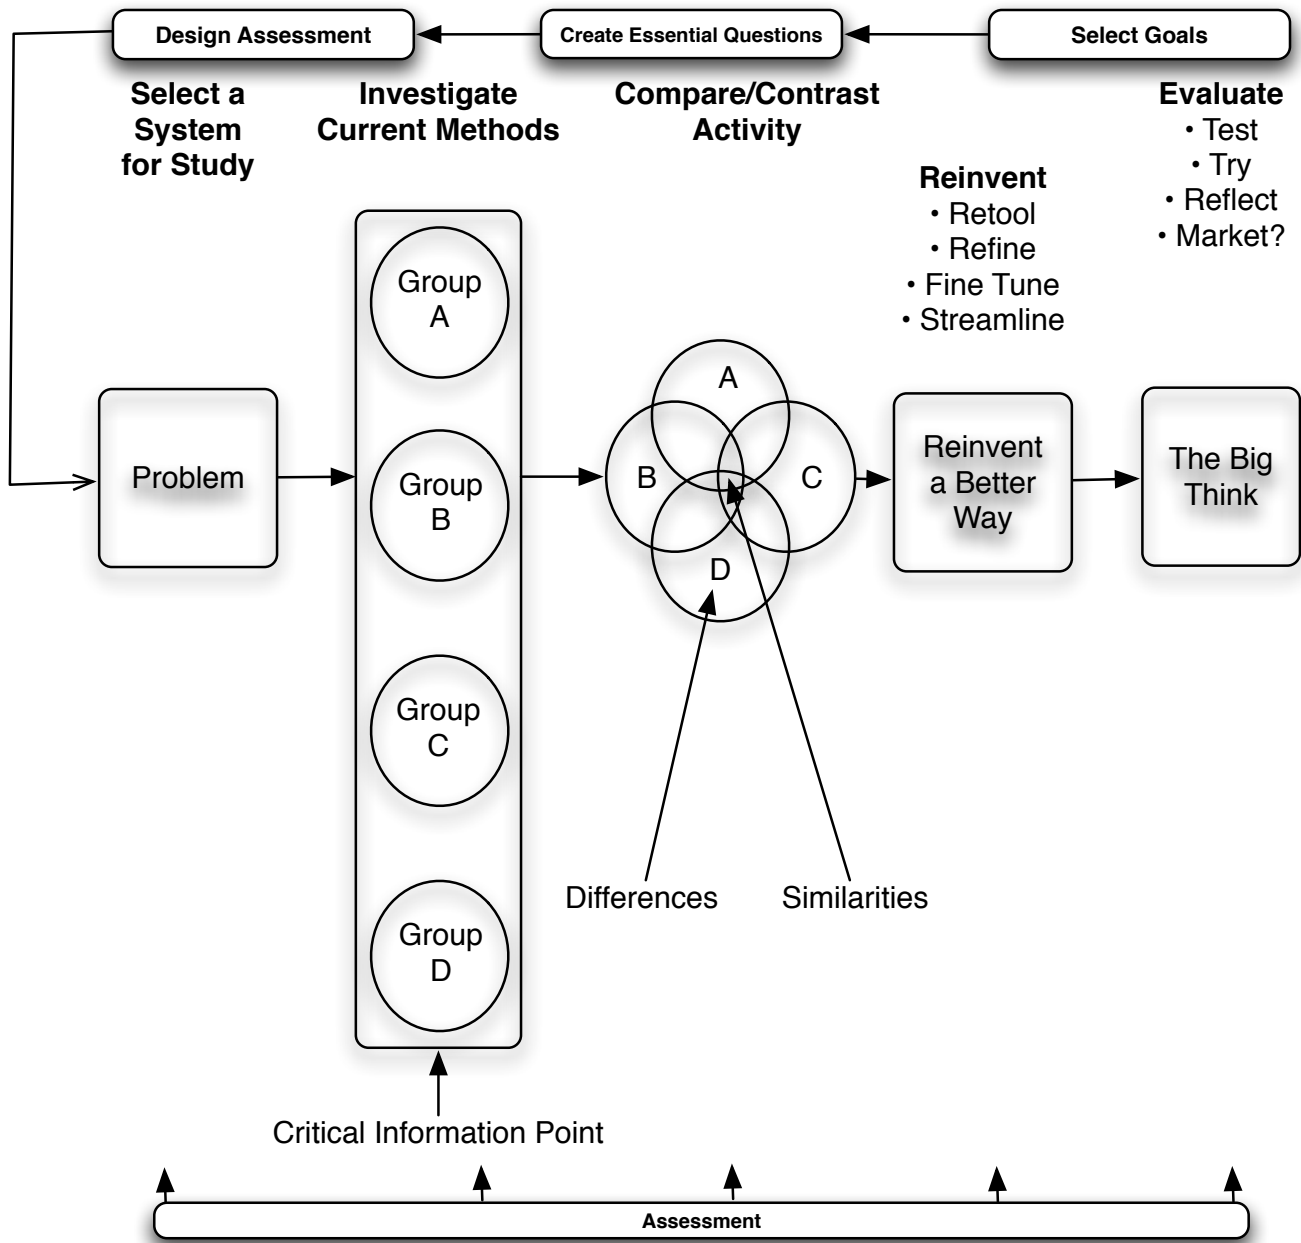 Design Assessment
Create Essential Questions
Select Goals
Select a
System
for Study
Investigate
Current Methods
Compare/Contrast
Activity
Evaluate
• Test
• Try
• Reflect
• Market?
Reinvent
• Retool
• Refine
• Fine Tune
• Streamline
Problem
Group
A
Group
B
Group
C
Group
D
A
B
C
D
Reinvent
a Better
Way
The Big
Think
Differences
Similarities
Critical Information Point
Assessment